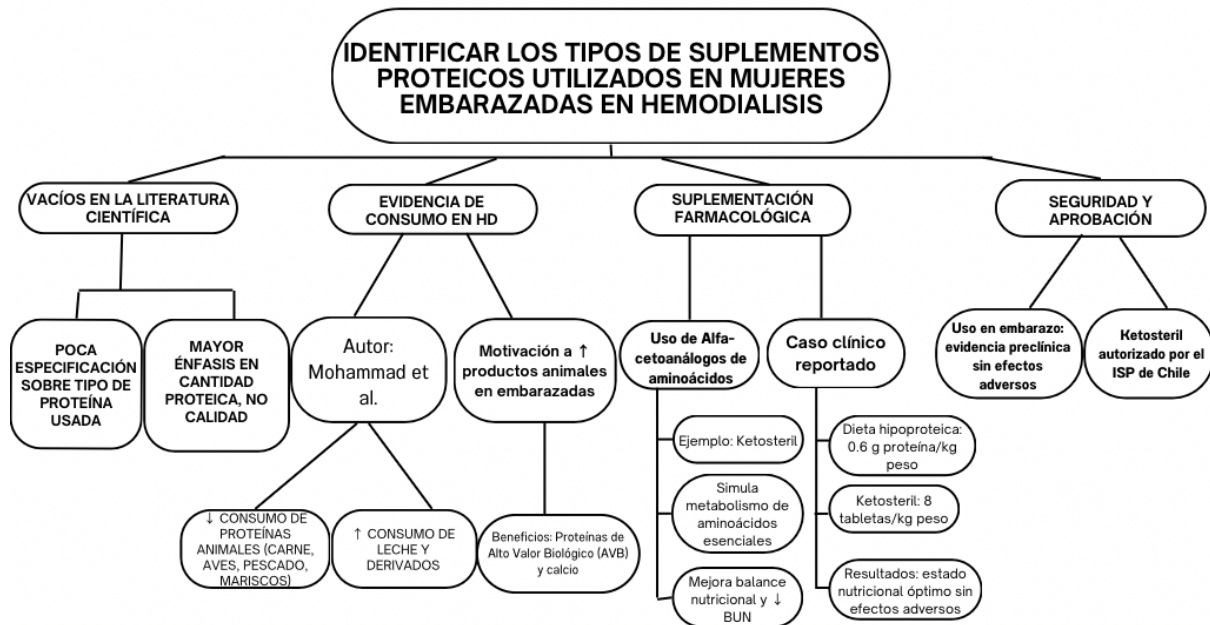 IDENTIFICAR LOS TIPOS DE SUPLEMENTOS
PROTEICOS UTILIZADOS EN MUJERES
EMBARAZADAS EN HEMODIALISIS
VACÍOS EN LA LITERATURA
CIENTÍFICA
EVIDENCIA DE
CONSUMO EN HD
SUPLEMENTACIÓN
FARMACOLÓGICA
SEGURIDAD Y
APROBACIÓN
POCA
ESPECIFICACIÓN
SOBRE TIPO DE
PROTEÍNA
USADA
MAYOR
ÉNFASIS EN
CANTIDAD
PROTEICA, NO
CALIDAD
Autor:
Mohammad et
al.
Motivación a ↑
productos animales
en embarazadas
Uso de Alfa-
cetoanálogos de
aminoácidos
Caso clínico
reportado
Uso en embarazo:
evidencia preclínica
sin efectos
adversos
Ketosteril
autorizado por el
ISP de Chile
↓ CONSUMO DE
PROTEÍNAS
ANIMALES (CARNE,
AVES, PESCADO,
MARISCOS)
↑ CONSUMO DE
LECHE Y
DERIVADOS
Beneficios: Proteínas de
Alto Valor Biológico (AVB)
y calcio
Ejemplo: Ketosteril
Simula
metabolismo de
aminoácidos
esenciales
Mejora balance
nutricional y ↓
BUN
Dieta hipoproteica:
0.6 g proteína/kg
peso
Ketosteril: 8
tabletas/kg peso
Resultados: estado
nutricional óptimo sin
efectos adversos